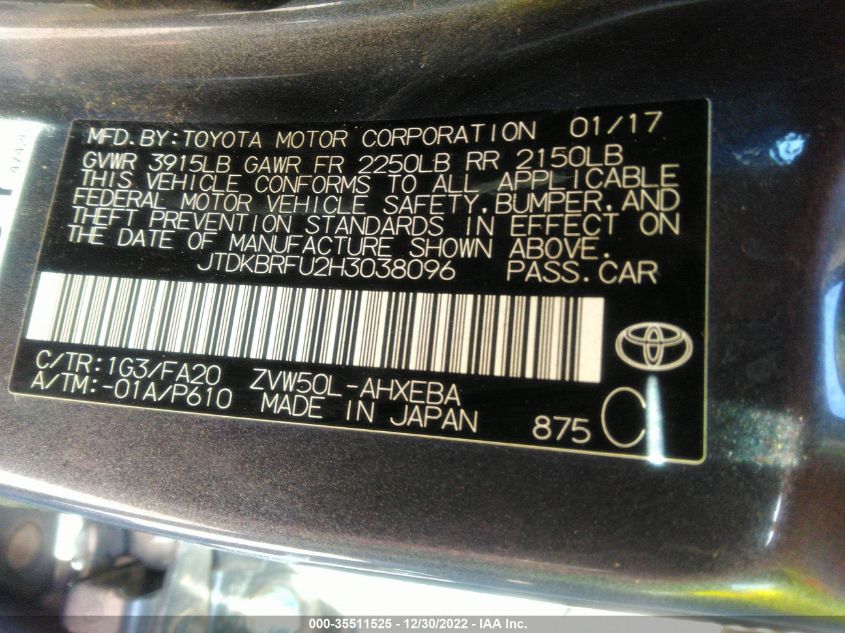 MFD.BY:TOYOTA MOTOR CORPORATION 01/17
GVWR 3915LB GAWR FR 2250LB RR 2150LB
THIS VEHICLE CONFORMS TO ALL APPLICABLE
FEDERAL MOTOR VEHICLE SAFETY,BUMPER,AND
THEFT PREVENTION STANDARDS IN EFFECT ON
THE DATE OF MANUFACTURE SHOWN ABOVE.
JTDKBRFU2H3038096 PASS.CAR
C/TR:1G3/FA20 ZVW50L-AHXEBA
A/TM:-01A/P610 MADE IN JAPAN
875 C
000-35511525 - 12/30/2022 - IAA Inc.